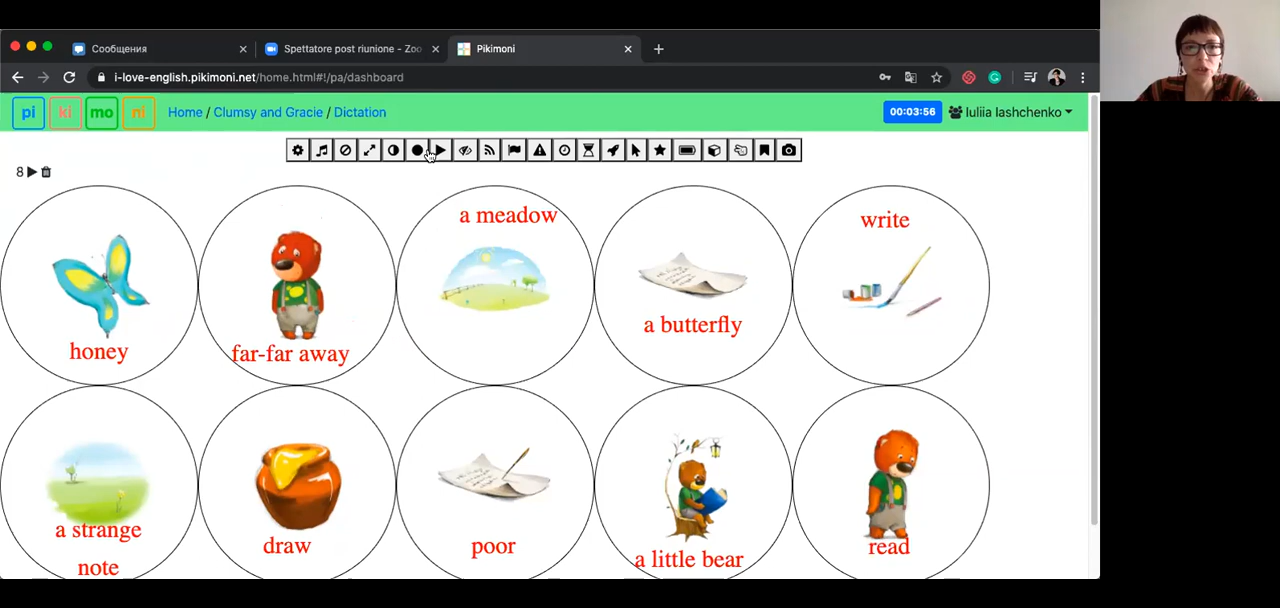 Сообщения
Spettatore post riunione - Zoo
Pikimoni
i-love-english.pikimoni.net/home.html#!/pa/dashboard
pi ki mo ni
Home / Clumsy and Gracie / Dictation
00:03:56
Iuliia Iashchenko
8
a meadow
write
a butterfly
honey
far-far away
a strange
note
draw
poor
a little bear
read